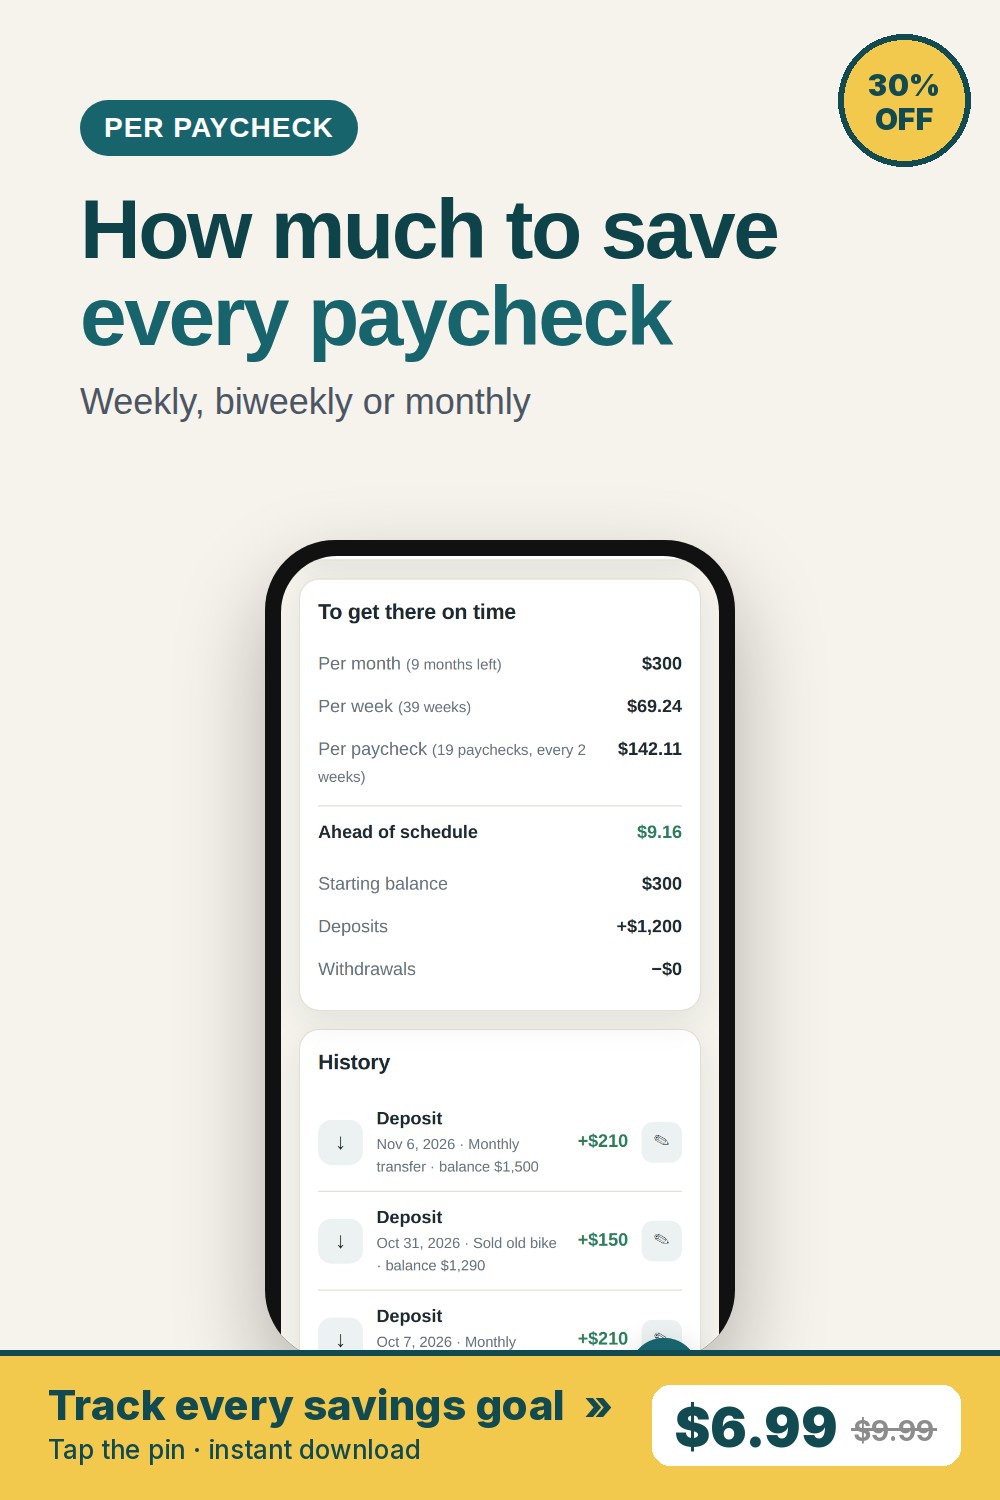 30%
OFF
PER PAYCHECK
How much to save
every paycheck
Weekly, biweekly or monthly
To get there on time
Per month (9 months left) $300
Per week (39 weeks) $69.24
Per paycheck (19 paychecks, every 2 $142.11
weeks)
Ahead of schedule $9.16
Starting balance $300
Deposits +$1,200
Withdrawals −$0
History
↓ Deposit
Nov 6, 2026 · Monthly +$210 ✎
transfer · balance $1,500
↓ Deposit
Oct 31, 2026 · Sold old bike +$150 ✎
· balance $1,290
↓ Deposit
Oct 7, 2026 · Monthly +$210 ✎
Track every savings goal »
Tap the pin · instant download
$6.99 $9.99